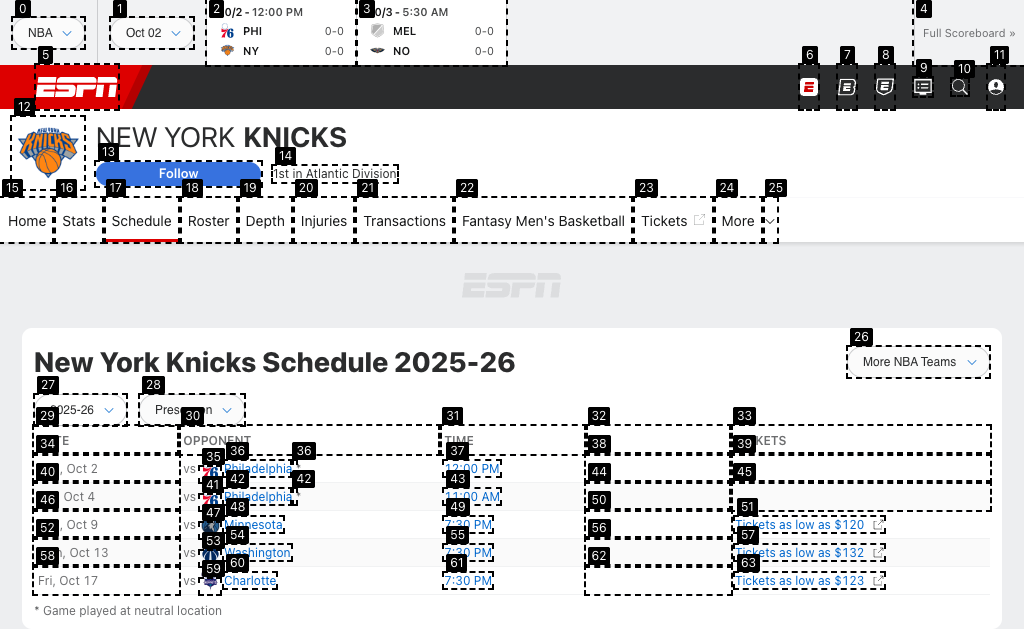 0 1 2 3 4
NBA
Oct 02
0/2 - 12:00 PM
PHI 0-0
NY 0-0
0/3 - 5:30 AM
MEL 0-0
NO 0-0
Full Scoreboard »
5 6 7 8 9 10 11
ESPN
12
NEW YORK KNICKS
13 14
Follow
1st in Atlantic Division
15 16 17 18 19 20 21 22 23 24 25
Home Stats Schedule Roster Depth Injuries Transactions Fantasy Men's Basketball Tickets More
ESPN
26
New York Knicks Schedule 2025-26
More NBA Teams
27 28
2025-26
29 30 31 32 33
OPPONENT TIME
34 35 36 36 37 38 39
, Oct 2 vs Philadelphia * 12:00 PM
40 41 42 42 43 44 45
Oct 4 vs Philadelphia * 11:00 AM
46 47 48 49 50 51
, Oct 9 vs Minnesota 7:30 PM Tickets as low as $120
52 53 54 55 56 57
, Oct 13 vs Washington 7:30 PM Tickets as low as $132
58 59 60 61 62 63
Fri, Oct 17 vs Charlotte 7:30 PM Tickets as low as $123
* Game played at neutral location